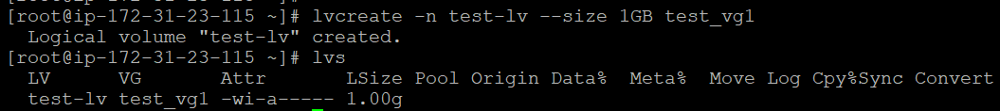 [root@ip-172-31-23-115 ~]# lvcreate -n test-lv --size 1GB test_vg1
  Logical volume "test-lv" created.
[root@ip-172-31-23-115 ~]# lvs
  LV      VG       Attr       LSize Pool Origin Data%  Meta%  Move Log Cpy%Sync Convert
  test-lv test_vg1 -wi-a----- 1.00g